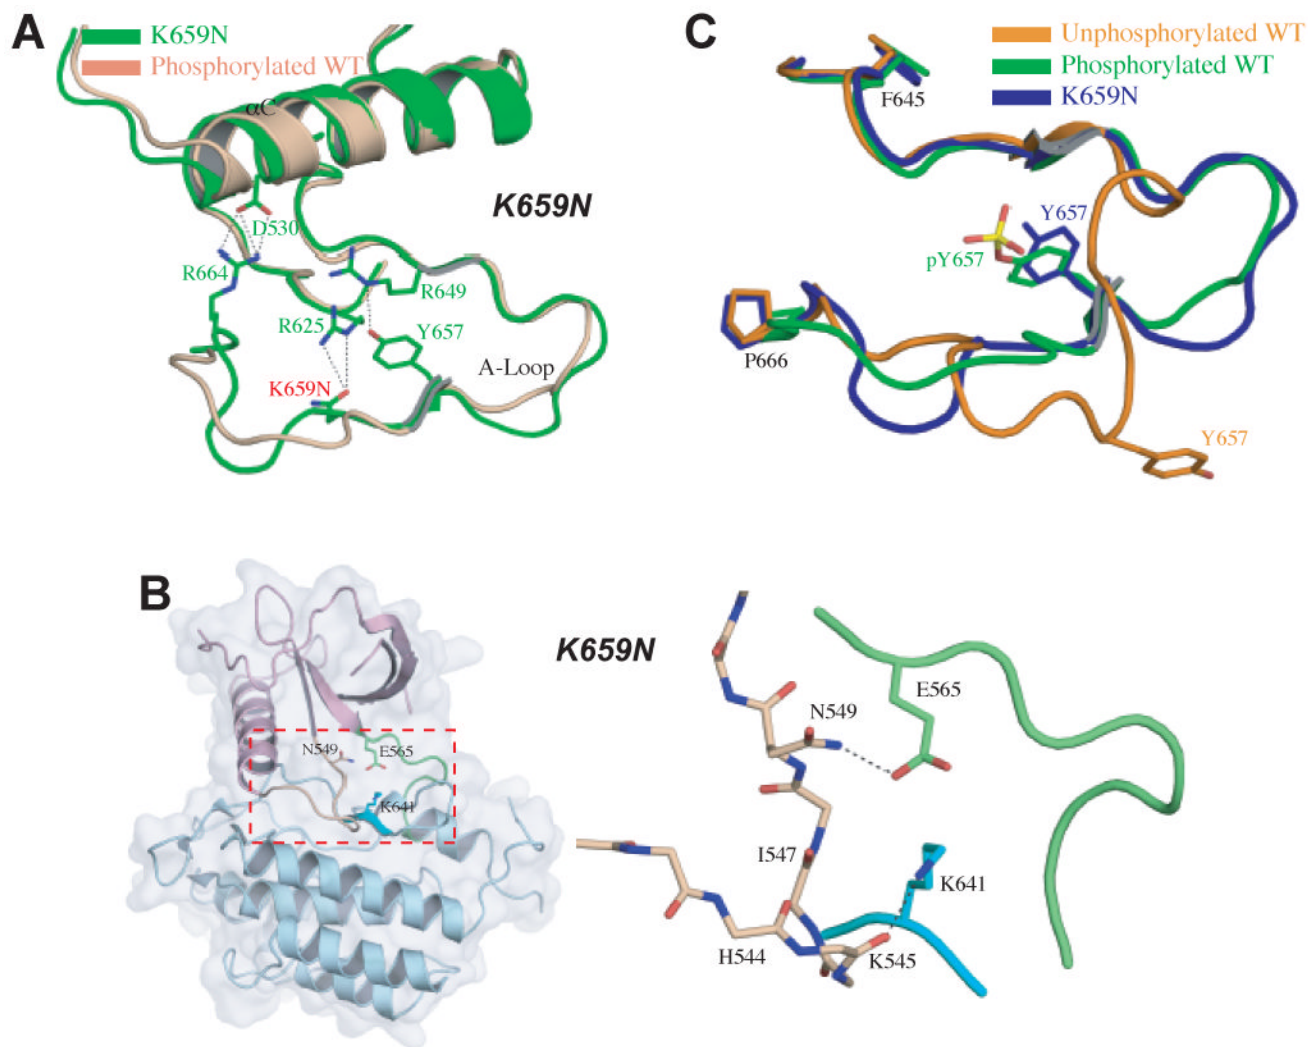 A
K659N
Phosphorylated WT
αC
K659N
D530
R664
R649
R625
Y657
A-Loop
K659N
C
Unphosphorylated WT
Phosphorylated WT
K659N
F645
Y657
pY657
P666
Y657
B
N549
E565
K641
K659N
E565
N549
I547
K641
H544
K545